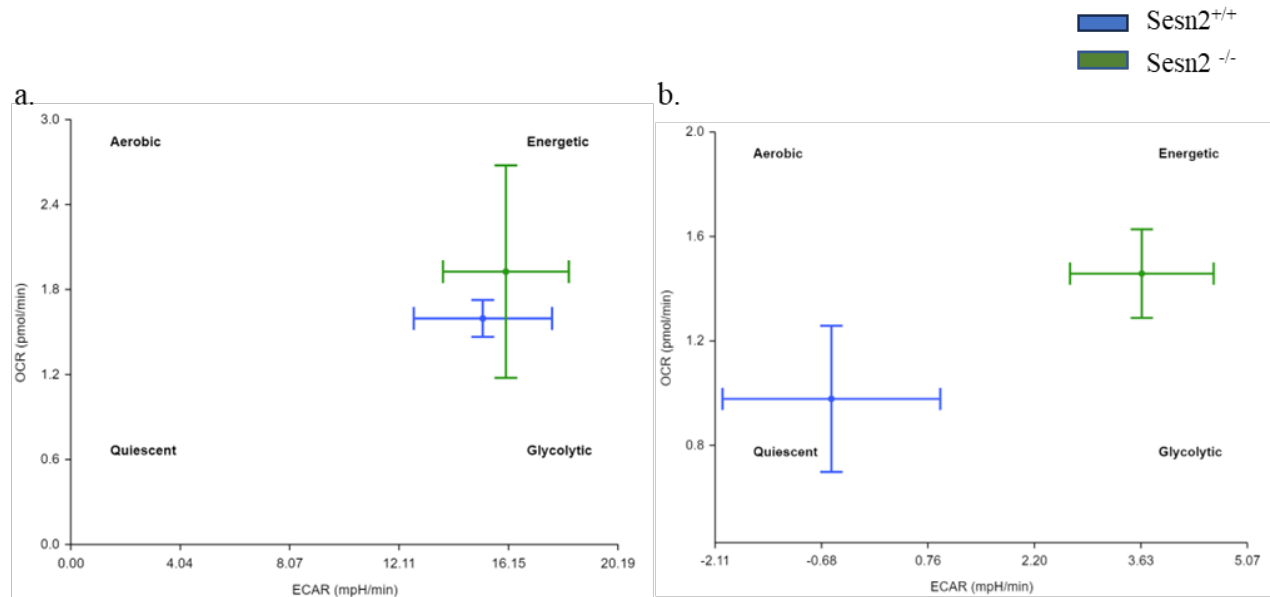 Sesn2+/+
Sesn2 -/-
a.
b.
3.0
Aerobic
Energetic
2.4
1.8
OCR (pmol/min)
1.2
Quiescent
Glycolytic
0.6
0.0
0.00 4.04 8.07 12.11 16.15 20.19
ECAR (mpH/min)
2.0
Aerobic
Energetic
1.6
OCR (pmol/min)
1.2
0.8
Quiescent
Glycolytic
-2.11 -0.68 0.76 2.20 3.63 5.07
ECAR (mpH/min)